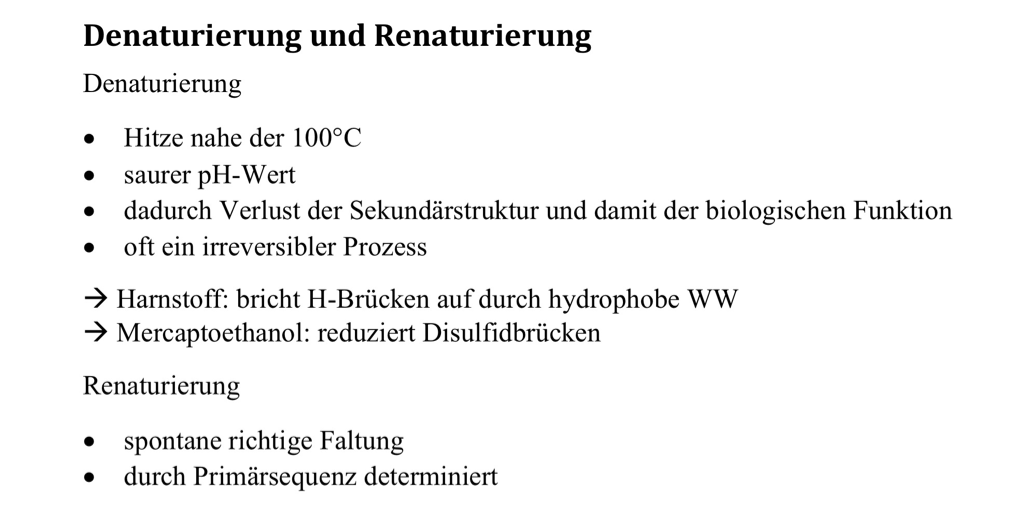 Denaturierung und Renaturierung
Denaturierung
• Hitze nahe der 100°C
• saurer pH-Wert
• dadurch Verlust der Sekundärstruktur und damit der biologischen Funktion
• oft ein irreversibler Prozess
→ Harnstoff: bricht H-Brücken auf durch hydrophobe WW
→ Mercaptoethanol: reduziert Disulfidbrücken
Renaturierung
• spontane richtige Faltung
• durch Primärsequenz determiniert